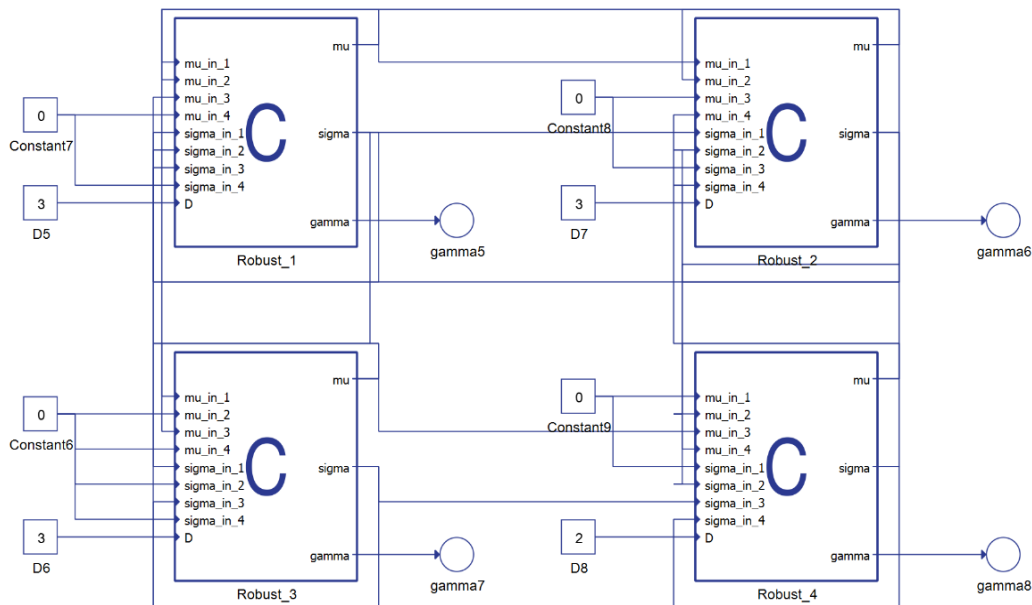 mu
mu_in_1
mu_in_2
mu_in_3
mu_in_4
sigma_in_1
sigma_in_2
sigma_in_3
sigma_in_4
D
C
sigma
gamma
Robust_1
0
Constant7
3
D5
gamma5
mu
mu_in_1
mu_in_2
mu_in_3
mu_in_4
sigma_in_1
sigma_in_2
sigma_in_3
sigma_in_4
D
C
sigma
gamma
Robust_2
0
Constant8
3
D7
gamma6
mu
mu_in_1
mu_in_2
mu_in_3
mu_in_4
sigma_in_1
sigma_in_2
sigma_in_3
sigma_in_4
D
C
sigma
gamma
Robust_3
0
Constant6
3
D6
gamma7
mu
mu_in_1
mu_in_2
mu_in_3
mu_in_4
sigma_in_1
sigma_in_2
sigma_in_3
sigma_in_4
D
C
sigma
gamma
Robust_4
0
Constant9
2
D8
gamma8